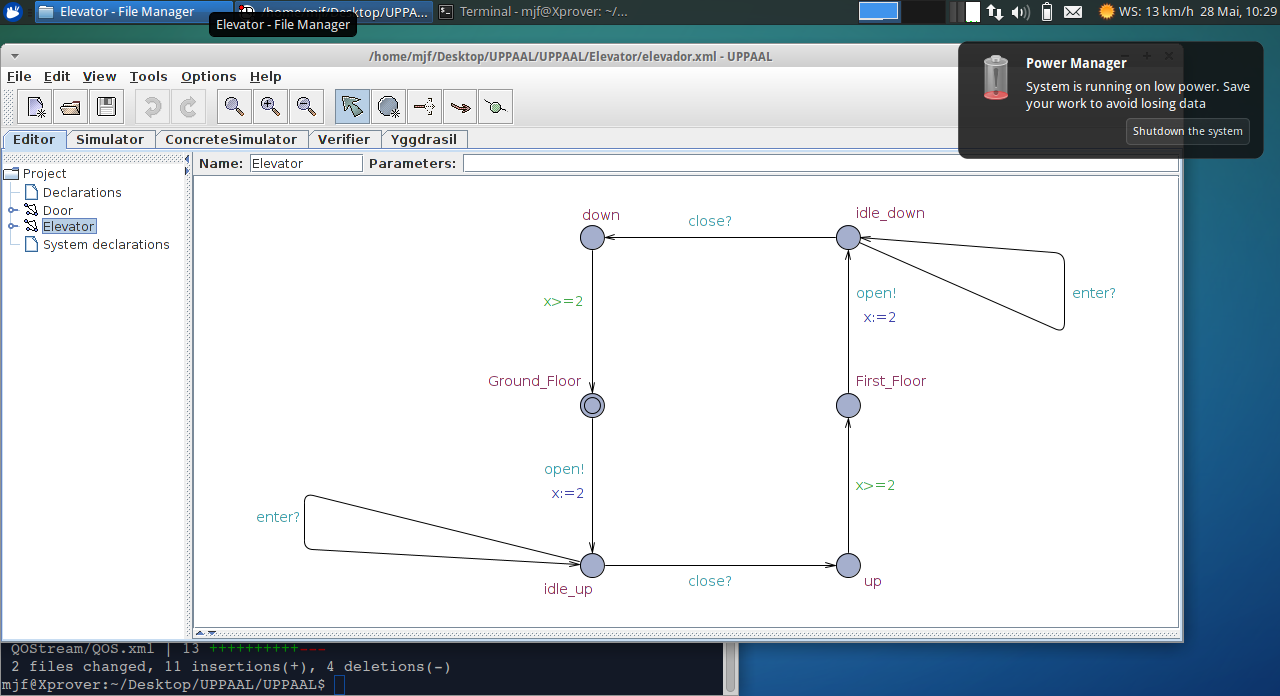 Elevator - File Manager
/home/mjf/Desktop/UPPA...
Terminal - mjf@Xprover: ~/...
WS: 13 km/h 28 Mai, 10:29
Elevator - File Manager
/home/mjf/Desktop/UPPAAL/UPPAAL/Elevator/elevador.xml - UPPAAL
Power Manager
System is running on low power. Save
your work to avoid losing data
Shutdown the system
File Edit View Tools Options Help
Editor Simulator ConcreteSimulator Verifier Yggdrasil
Name: Elevator Parameters:
Project
Declarations
Door
Elevator
System declarations
down
close?
idle_down
x>=2
open!
x:=2
enter?
Ground_Floor
First_Floor
open!
x:=2
x>=2
enter?
idle_up
close?
up
QOStream/QOS.xml | 13 ++++++++++---
2 files changed, 11 insertions(+), 4 deletions(-)
mjf@Xprover:~/Desktop/UPPAAL/UPPAAL$